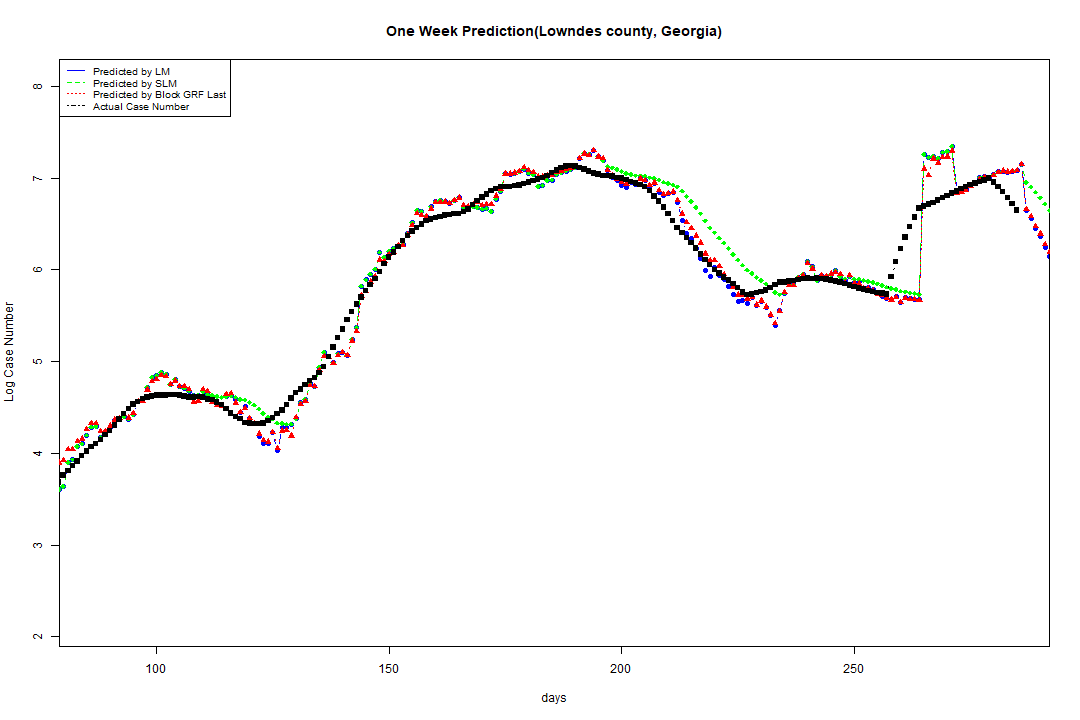 One Week Prediction(Lowndes county, Georgia)
Predicted by LM
Predicted by SLM
Predicted by Block GRF Last
Actual Case Number
8
7
6
5
4
3
2
Log Case Number
100 150 200 250
days